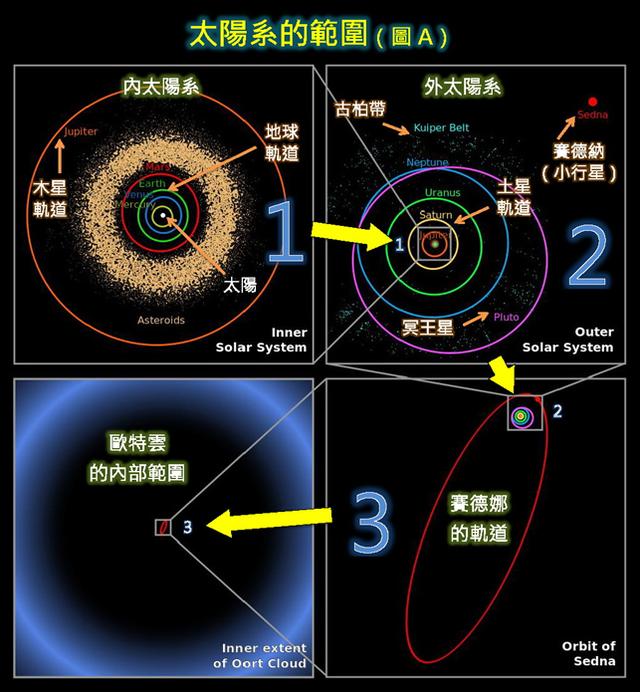 太陽系的範圍(圖A)
內太陽系
Jupiter
木星
軌道
地球
軌道
Mars
Earth
Venus
Mercury
太陽
Asteroids
1
Inner
Solar System
外太陽系
古柏帶
Kuiper Belt
Sedna
賽德納
(小行星)
Neptune
Uranus
土星
軌道
Saturn
Jupiter
1
2
冥王星
Pluto
Outer
Solar System
歐特雲
的內部範圍
3
Inner extent
of Oort Cloud
2
3
賽德娜
的軌道
Orbit of
Sedna